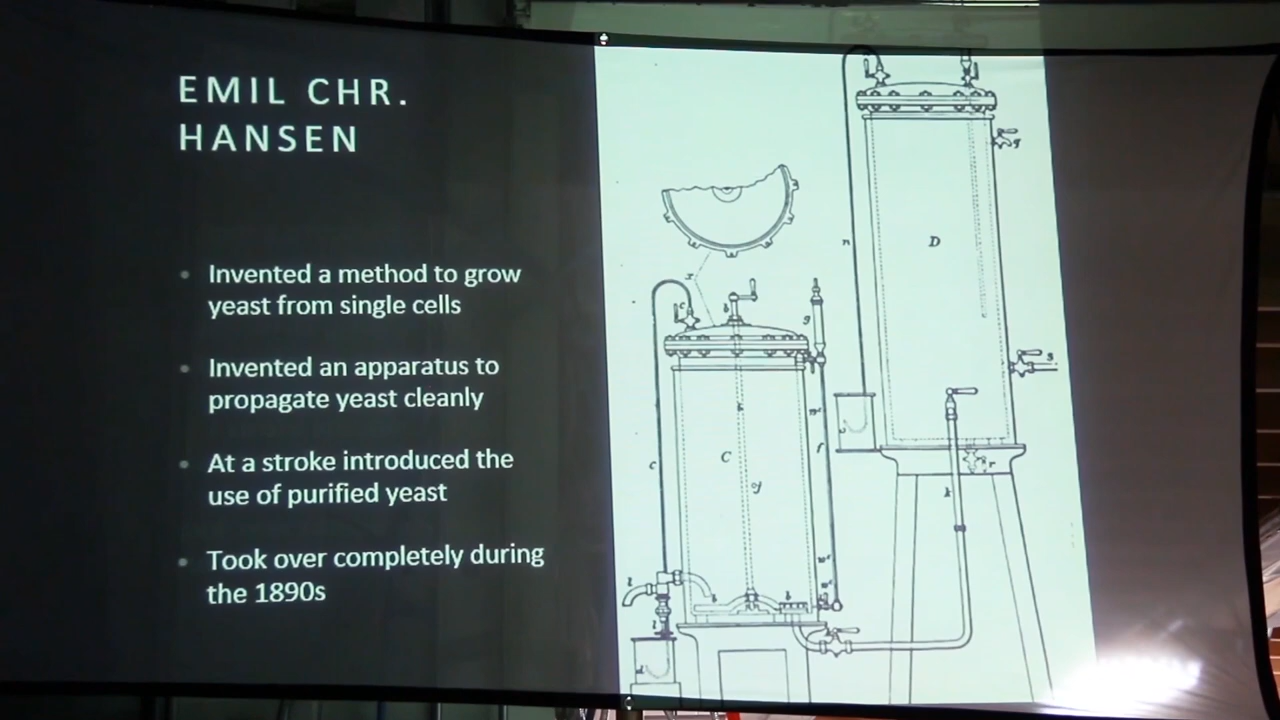 EMIL CHR.
HANSEN
Invented a method to grow
yeast from single cells
Invented an apparatus to
propagate yeast cleanly
At a stroke introduced the
use of purified yeast
Took over completely during
the 1890s
D
n
C
c
f
g
k
r
s
l
d